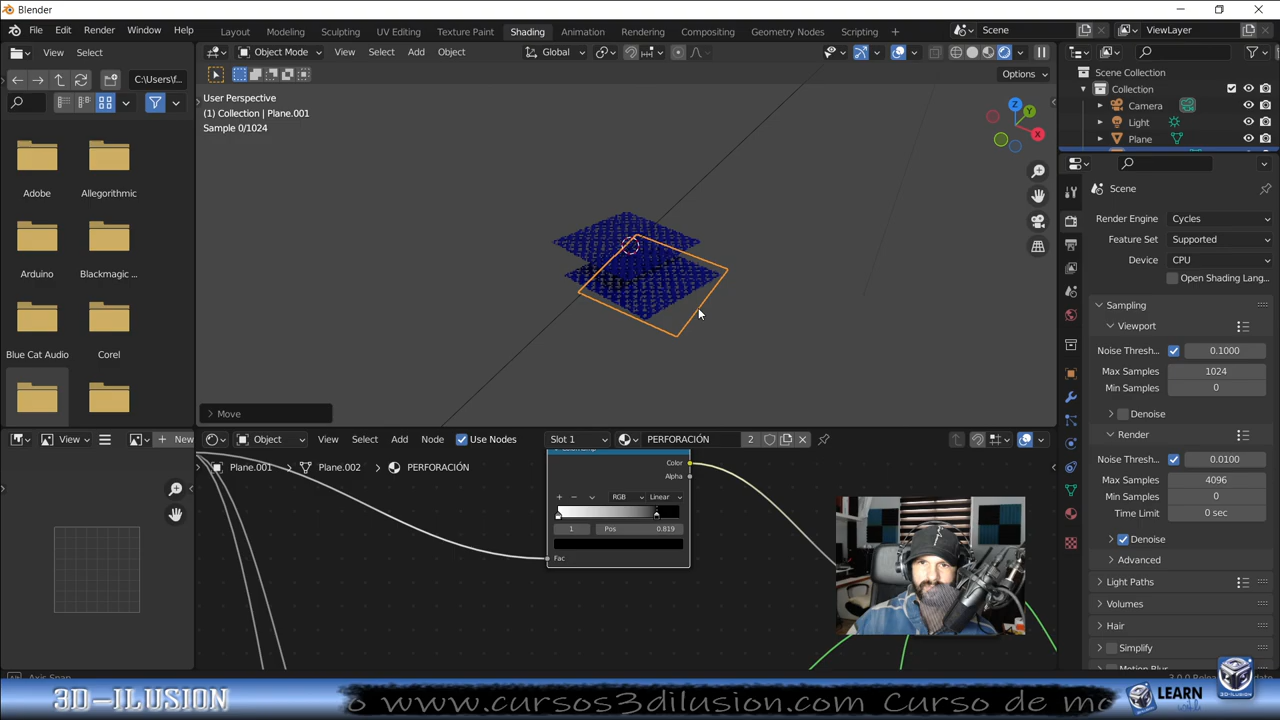 Blender
File Edit Render Window Help
Layout Modeling Sculpting UV Editing Texture Paint Shading Animation Rendering Compositing Geometry Nodes Scripting +
Scene
ViewLayer
View Select
Object Mode View Select Add Object
Global
Options
C:\Users\f...
User Perspective
(1) Collection | Plane.001
Sample 0/1024
Z
Y
X
Adobe
Allegorithmic
Arduino
Blackmagic ...
Blue Cat Audio
Corel
Scene Collection
Collection
Camera
Light
Plane
Scene
Render Engine Cycles
Feature Set Supported
Device CPU
Open Shading Lang...
Sampling
Viewport
Noise Thresh... 0.1000
Max Samples 1024
Min Samples 0
Denoise
Render
Noise Thresh... 0.0100
Max Samples 4096
Min Samples 0
Time Limit 0 sec
Denoise
Advanced
Light Paths
Volumes
Hair
Simplify
Motion Blur
Move
View
+ New
Object View Select Add Node Use Nodes Slot 1 PERFORACIÓN 2
Plane.001 Plane.002 PERFORACIÓN
Color
Alpha
+ − RGB Linear
1 Pos 0.819
Fac
Axis Snap
3D-ILUSION
o www.cursos3dilusion.com Curso de mo
LEARN
3D-ILUSION